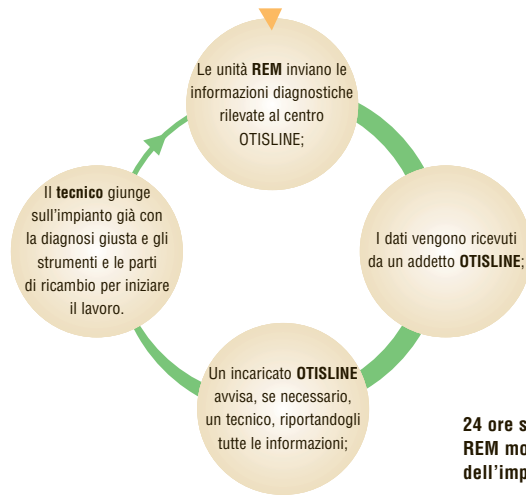 Le unità REM inviano le
informazioni diagnostiche
rilevate al centro
OTISLINE;
I dati vengono ricevuti
da un addetto OTISLINE;
Un incaricato OTISLINE
avvisa, se necessario,
un tecnico, riportandogli
tutte le informazioni;
Il tecnico giunge
sull'impianto già con
la diagnosi giusta e gli
strumenti e le parti
di ricambio per iniziare
il lavoro.
24 ore s
REM mo
dell'imp